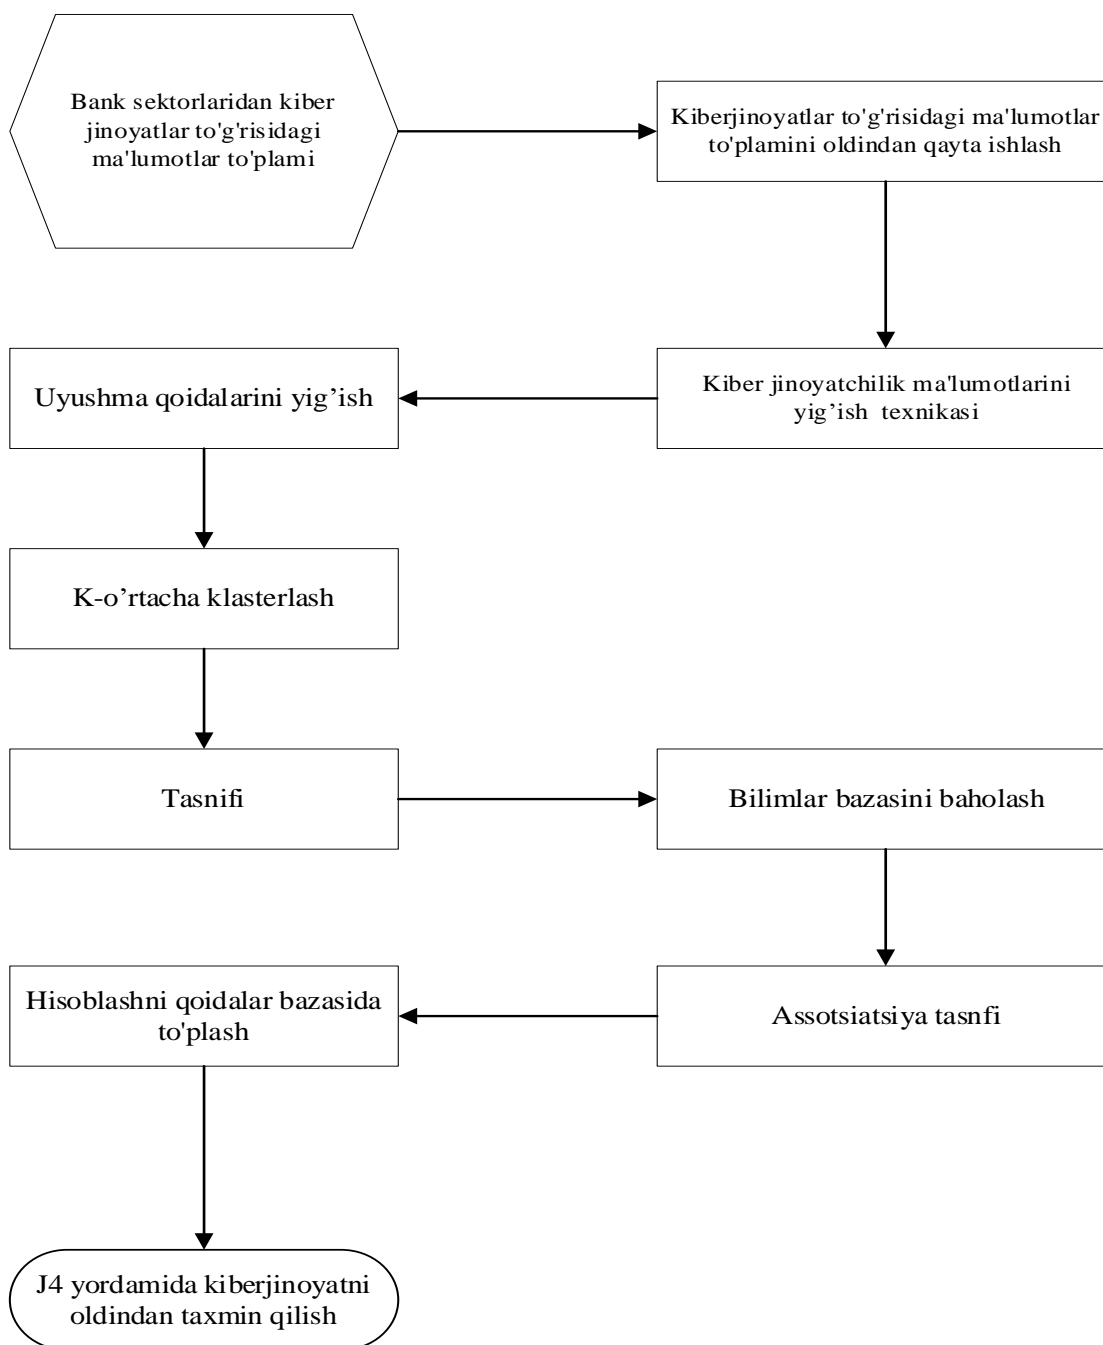 Bank sektorlaridan kiber
jinoyatlar to'g'risidagi
ma'lumotlar to'plami
Kiberjinoyatlar to'g'risidagi ma'lumotlar
to'plamini oldindan qayta ishlash
Kiber jinoyatchilik ma'lumotlarini
yig’ish texnikasi
Uyushma qoidalarini yig’ish
K-o’rtacha klasterlash
Tasnifi
Bilimlar bazasini baholash
Assotsiatsiya tasnfi
Hisoblashni qoidalar bazasida
to'plash
J4 yordamida kiberjinoyatni
oldindan taxmin qilish